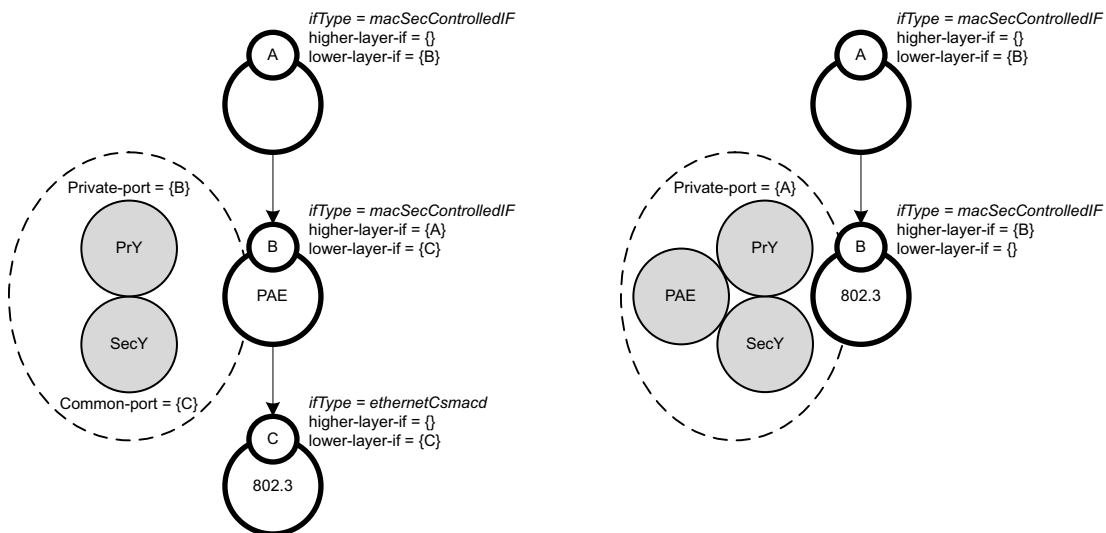 ifType = macSecControlledIF
higher-layer-if = {}
lower-layer-if = {B}
A
Private-port = {B}
PrY
SecY
Common-port = {C}
ifType = macSecControlledIF
higher-layer-if = {A}
lower-layer-if = {C}
B
PAE
ifType = ethernetCsmacd
higher-layer-if = {}
lower-layer-if = {C}
C
802.3
ifType = macSecControlledIF
higher-layer-if = {}
lower-layer-if = {B}
A
Private-port = {A}
PrY
PAE
SecY
ifType = macSecControlledIF
higher-layer-if = {B}
lower-layer-if = {}
B
802.3